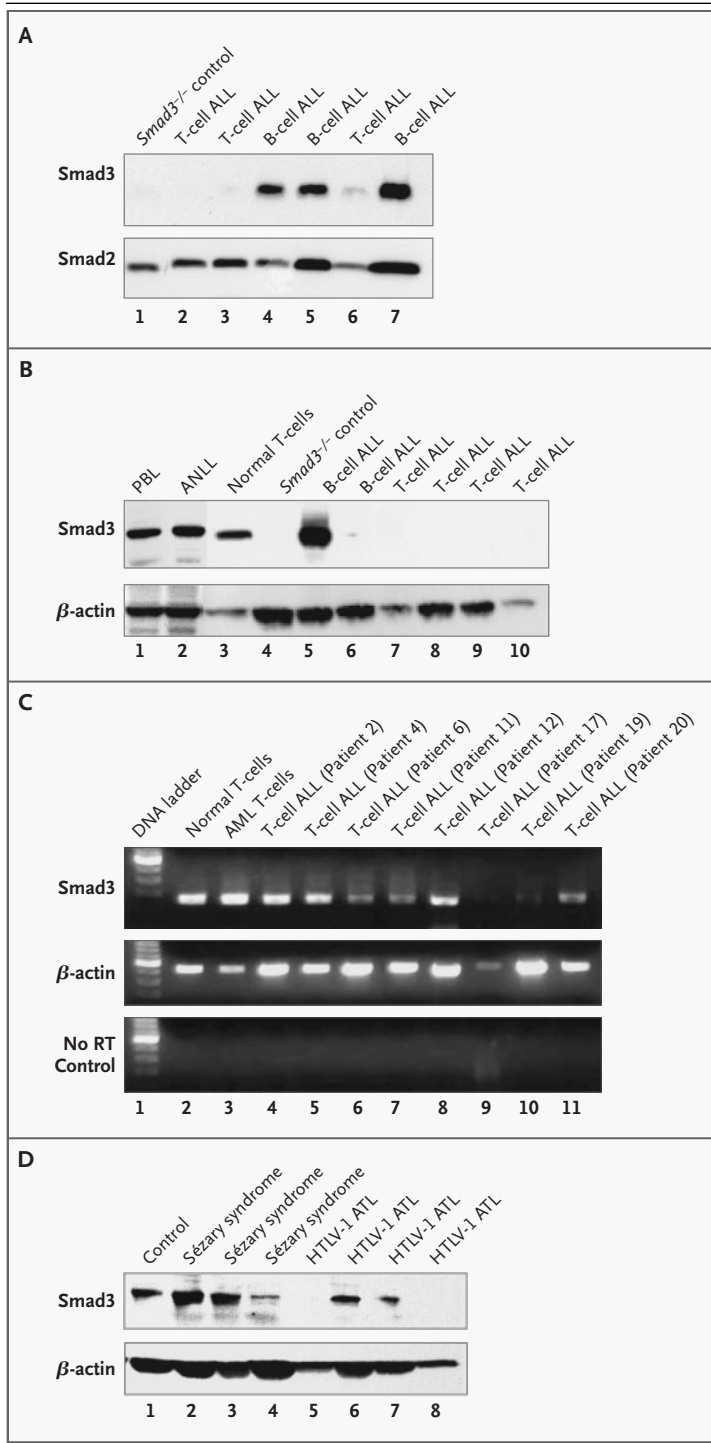 A
Smad3-/- control
T-cell ALL
T-cell ALL
B-cell ALL
B-cell ALL
T-cell ALL
B-cell ALL
Smad3
Smad2
1 2 3 4 5 6 7
B
PBL
ANLL
Normal T-cells
Smad3-/- control
B-cell ALL
B-cell ALL
T-cell ALL
T-cell ALL
T-cell ALL
T-cell ALL
Smad3
β-actin
1 2 3 4 5 6 7 8 9 10
C
DNA ladder
Normal T-cells
AML T-cells
T-cell ALL (Patient 2)
T-cell ALL (Patient 4)
T-cell ALL (Patient 6)
T-cell ALL (Patient 11)
T-cell ALL (Patient 12)
T-cell ALL (Patient 17)
T-cell ALL (Patient 19)
T-cell ALL (Patient 20)
Smad3
β-actin
No RT
Control
1 2 3 4 5 6 7 8 9 10 11
D
Control
Sézary syndrome
Sézary syndrome
Sézary syndrome
HTLV-1 ATL
HTLV-1 ATL
HTLV-1 ATL
HTLV-1 ATL
Smad3
β-actin
1 2 3 4 5 6 7 8